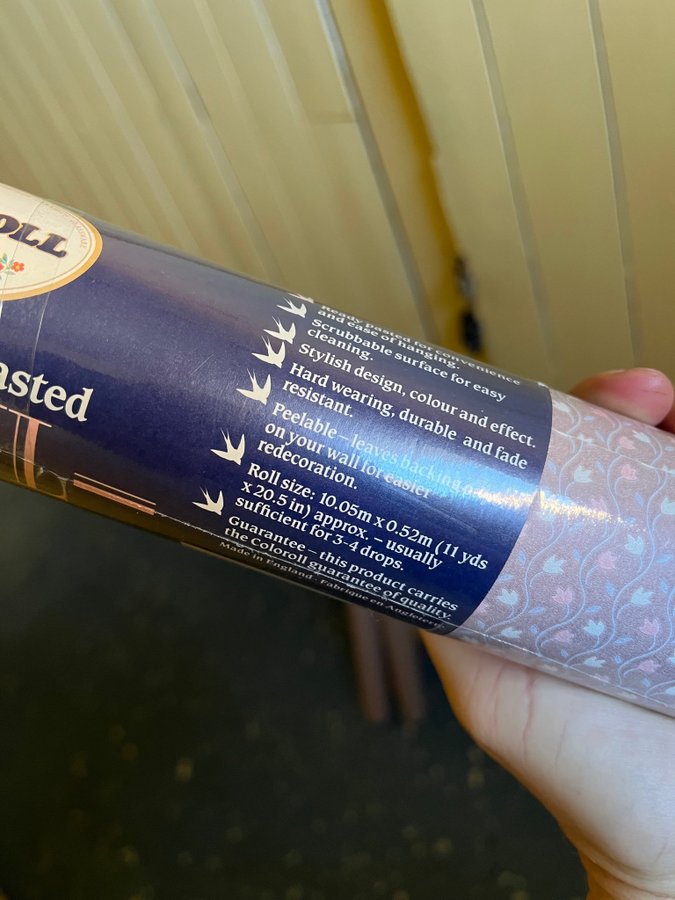 OLL
asted
Ready pasted for convenience
and ease of hanging.
Scrubbable surface for easy
cleaning.
Stylish design, colour and effect.
Hard wearing, durable and fade
resistant.
Peelable – leaves backing
on your wall for easier
redecoration.
Roll size: 10.05m x 0.52m (11 yds
x 20.5 in) approx. – usually
sufficient for 3-4 drops.
Guarantee – this product carries
the Coloroll guarantee of quality.
Made in England · Fabriqué en Angleterre